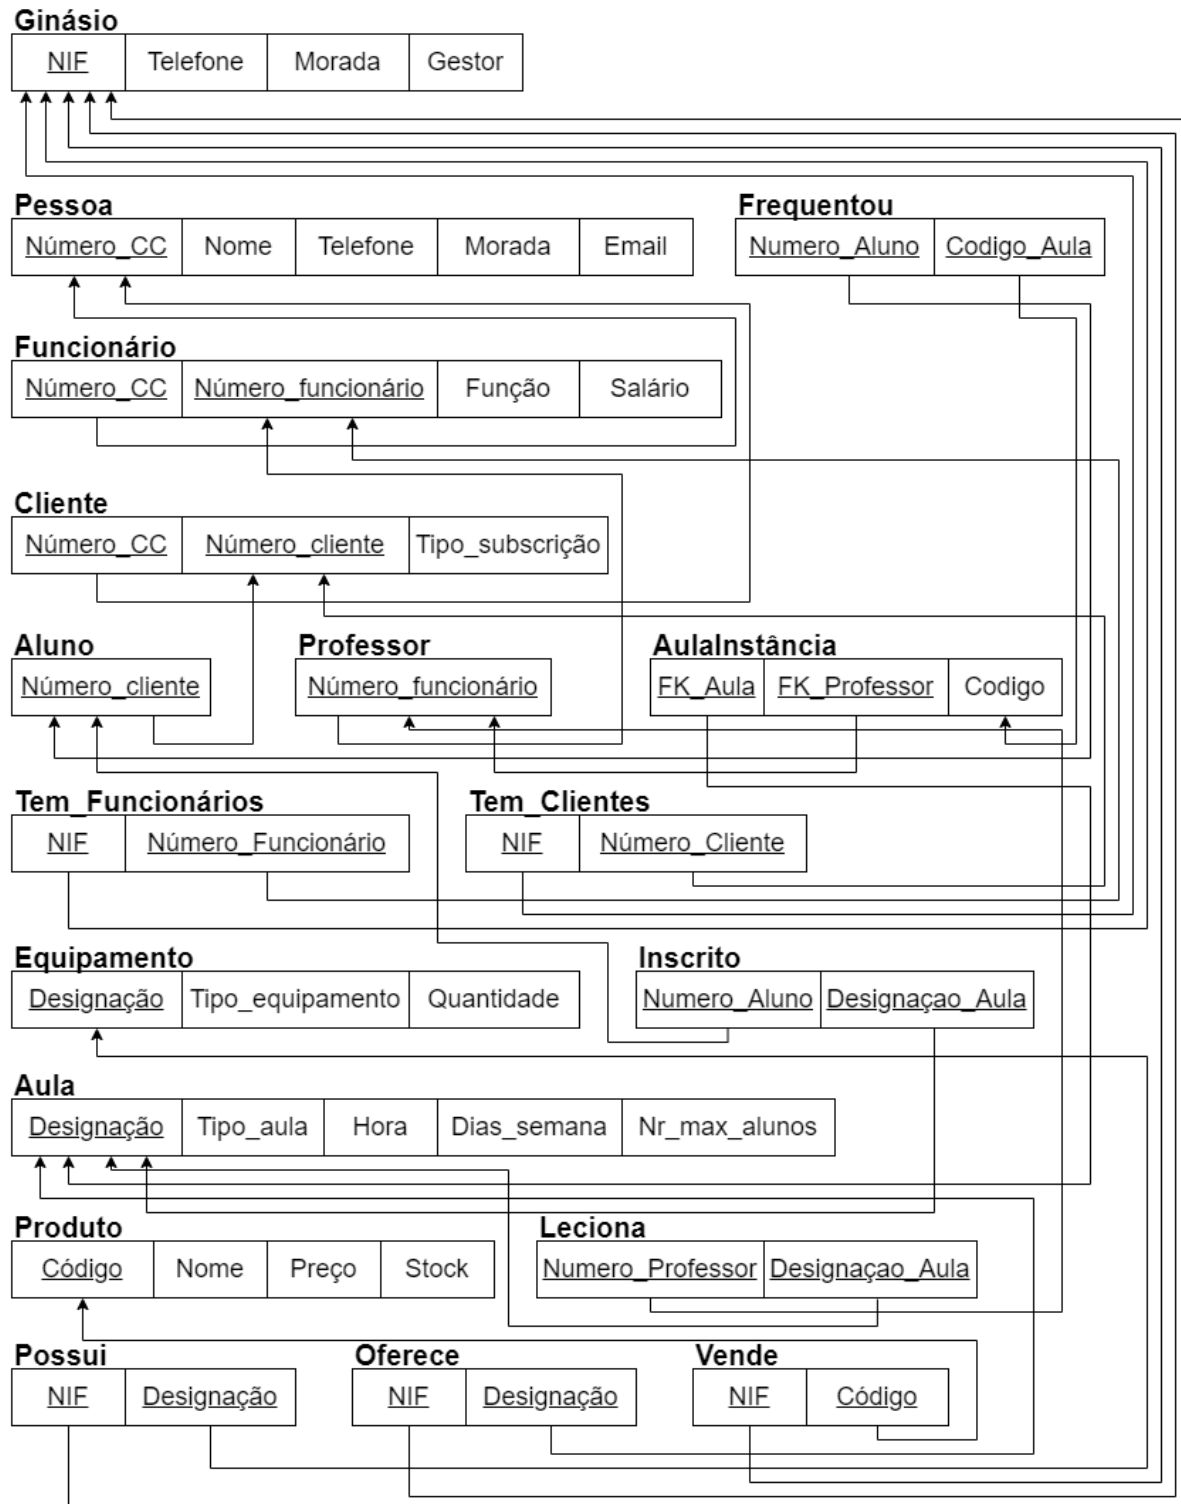 Ginásio
NIF Telefone Morada Gestor
Pessoa
Número_CC Nome Telefone Morada Email
Frequentou
Numero_Aluno Codigo_Aula
Funcionário
Número_CC Número_funcionário Função Salário
Cliente
Número_CC Número_cliente Tipo_subscrição
Aluno
Número_cliente
Professor
Número_funcionário
AulaInstância
FK_Aula FK_Professor Codigo
Tem_Funcionários
NIF Número_Funcionário
Tem_Clientes
NIF Número_Cliente
Equipamento
Designação Tipo_equipamento Quantidade
Inscrito
Numero_Aluno Designaçao_Aula
Aula
Designação Tipo_aula Hora Dias_semana Nr_max_alunos
Produto
Código Nome Preço Stock
Leciona
Numero_Professor Designaçao_Aula
Possui
NIF Designação
Oferece
NIF Designação
Vende
NIF Código